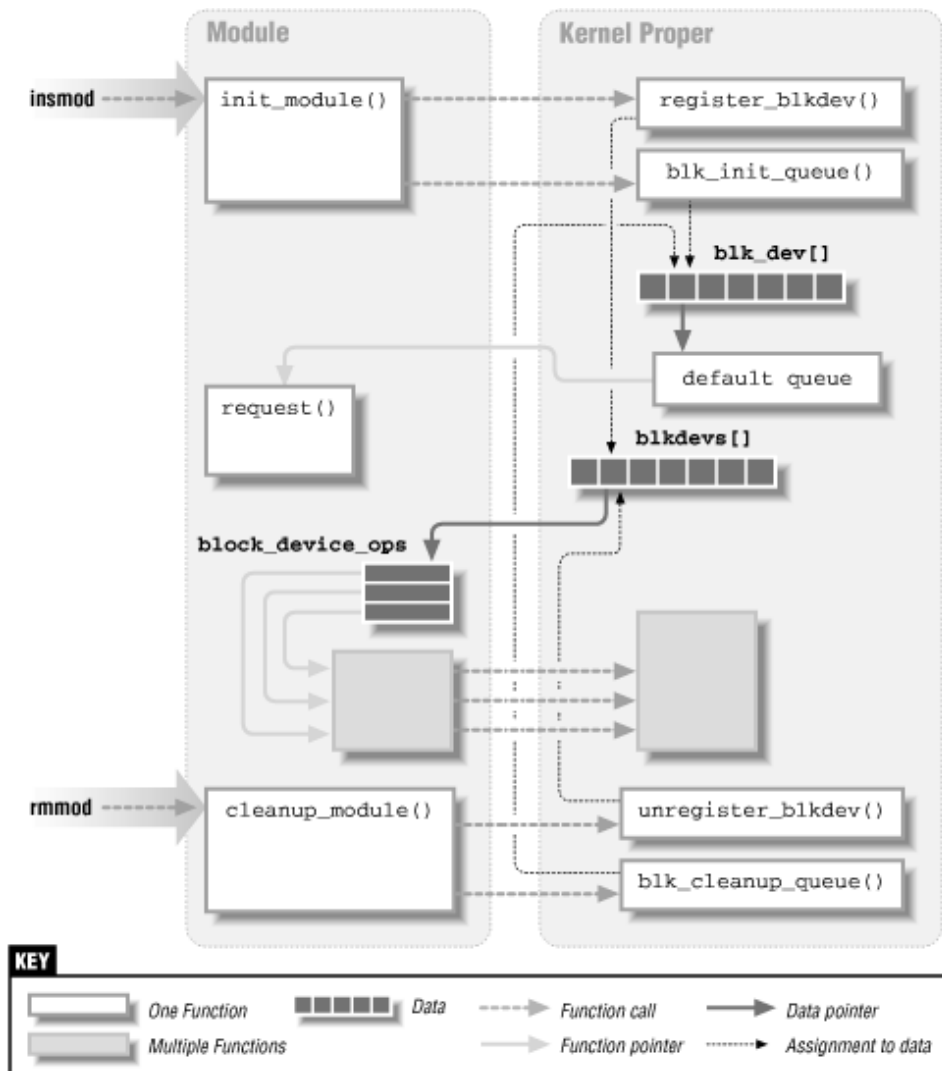 Module
Kernel Proper
insmod
init_module()
register_blkdev()
blk_init_queue()
blk_dev[]
default queue
request()
blkdevs[]
block_device_ops
rmmod
cleanup_module()
unregister_blkdev()
blk_cleanup_queue()
KEY
One Function
Data
Function call
Data pointer
Multiple Functions
Function pointer
Assignment to data